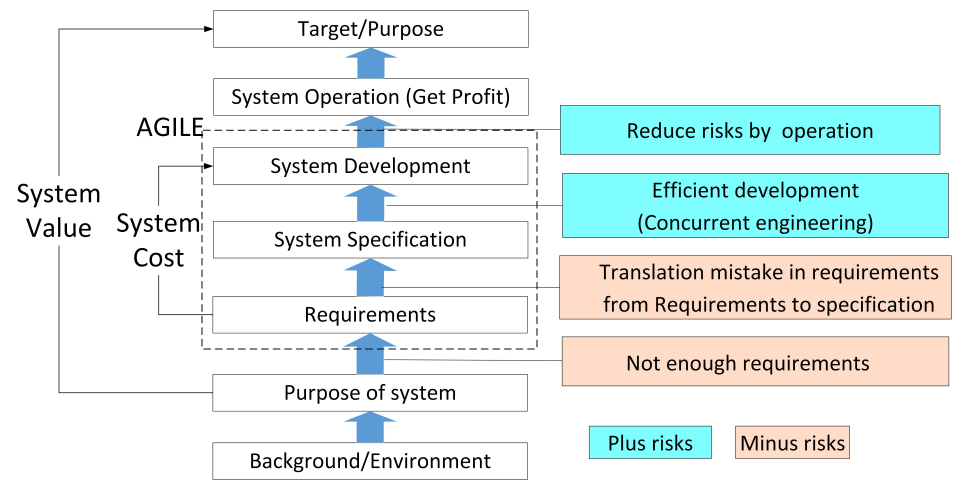 Target/Purpose
System Operation (Get Profit)
AGILE
Reduce risks by operation
System Development
Efficient development
(Concurrent engineering)
System
Value
System
Cost
System Specification
Translation mistake in requirements
from Requirements to specification
Requirements
Not enough requirements
Purpose of system
Background/Environment
Plus risks
Minus risks